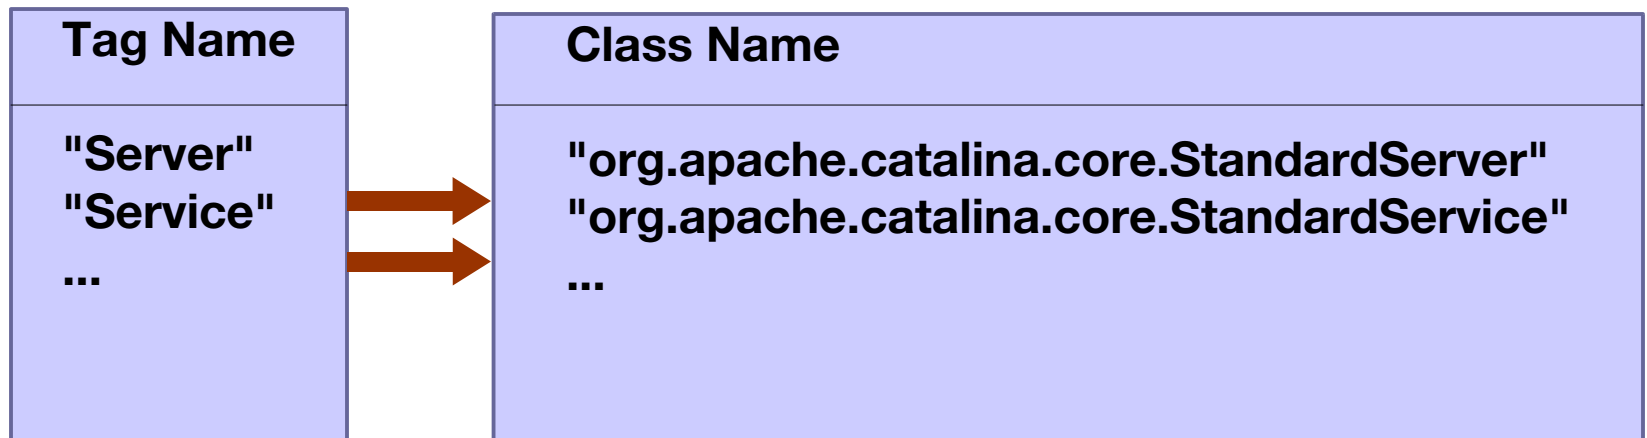 Tag Name
"Server"
"Service"
...
Class Name
"org.apache.catalina.core.StandardServer"
"org.apache.catalina.core.StandardService"
...